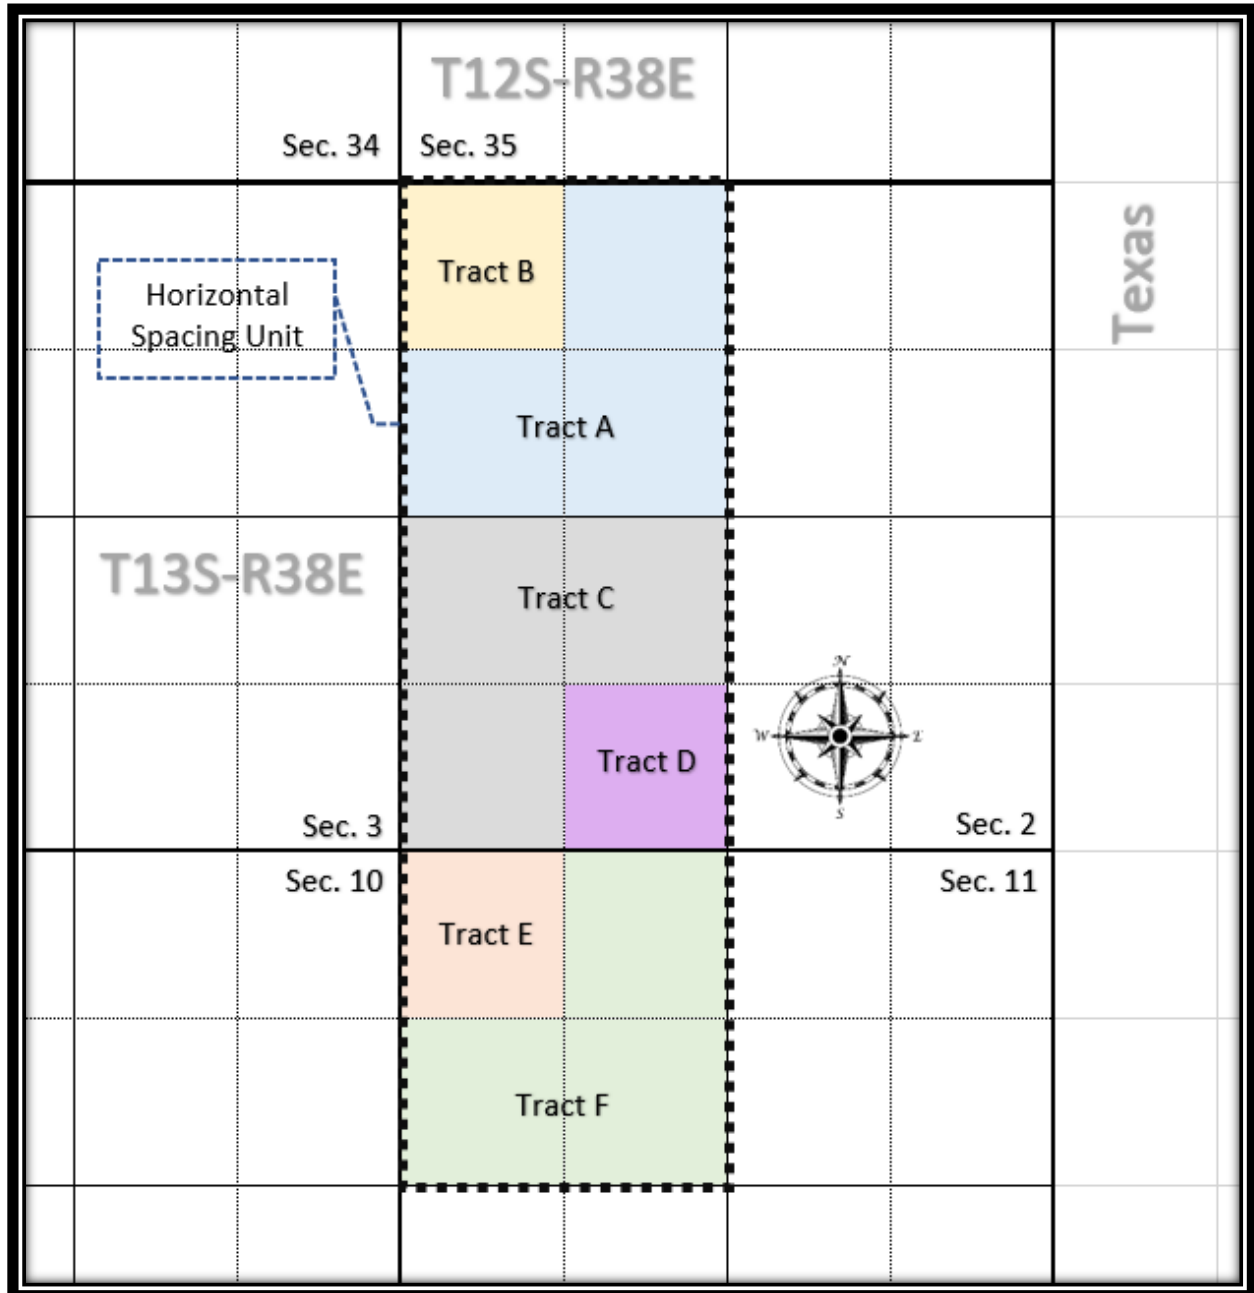 T12S-R38E
Sec. 34
Sec. 35
Texas
Tract B
Horizontal
Spacing Unit
Tract A
T13S-R38E
Tract C
N
W
E
S
Tract D
Sec. 3
Sec. 2
Sec. 10
Sec. 11
Tract E
Tract F